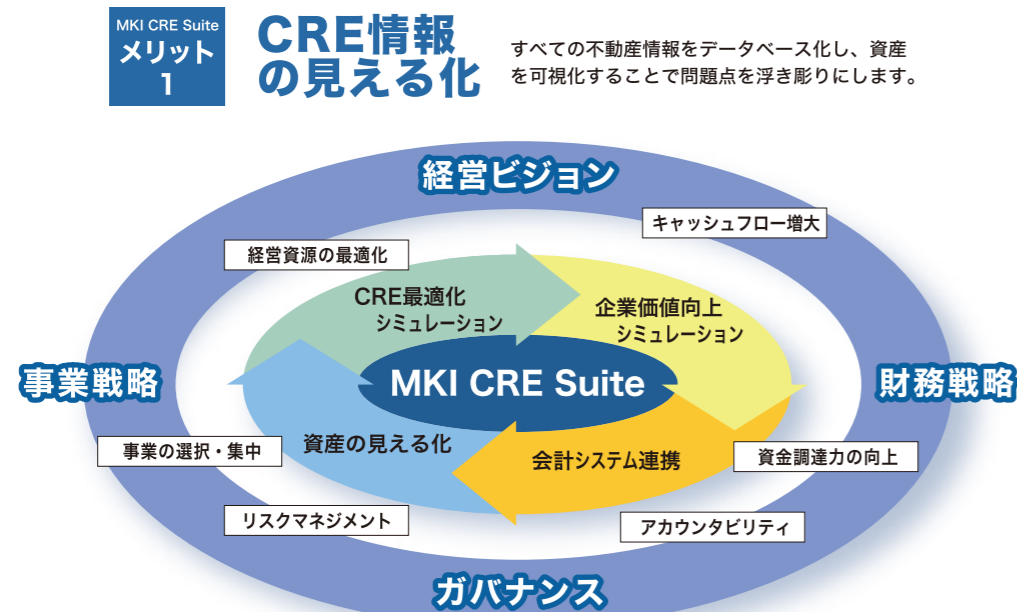 MKI CRE Suite
メリット
1
CRE情報
の見える化
すべての不動産情報をデータベース化し、資産
を可視化することで問題点を浮き彫りにします。
経営ビジョン
キャッシュフロー増大
経営資源の最適化
CRE最適化
シミュレーション
企業価値向上
シミュレーション
事業戦略
MKI CRE Suite
財務戦略
事業の選択・集中
資産の見える化
会計システム連携
資金調達力の向上
リスクマネジメント
アカウンタビリティ
ガバナンス